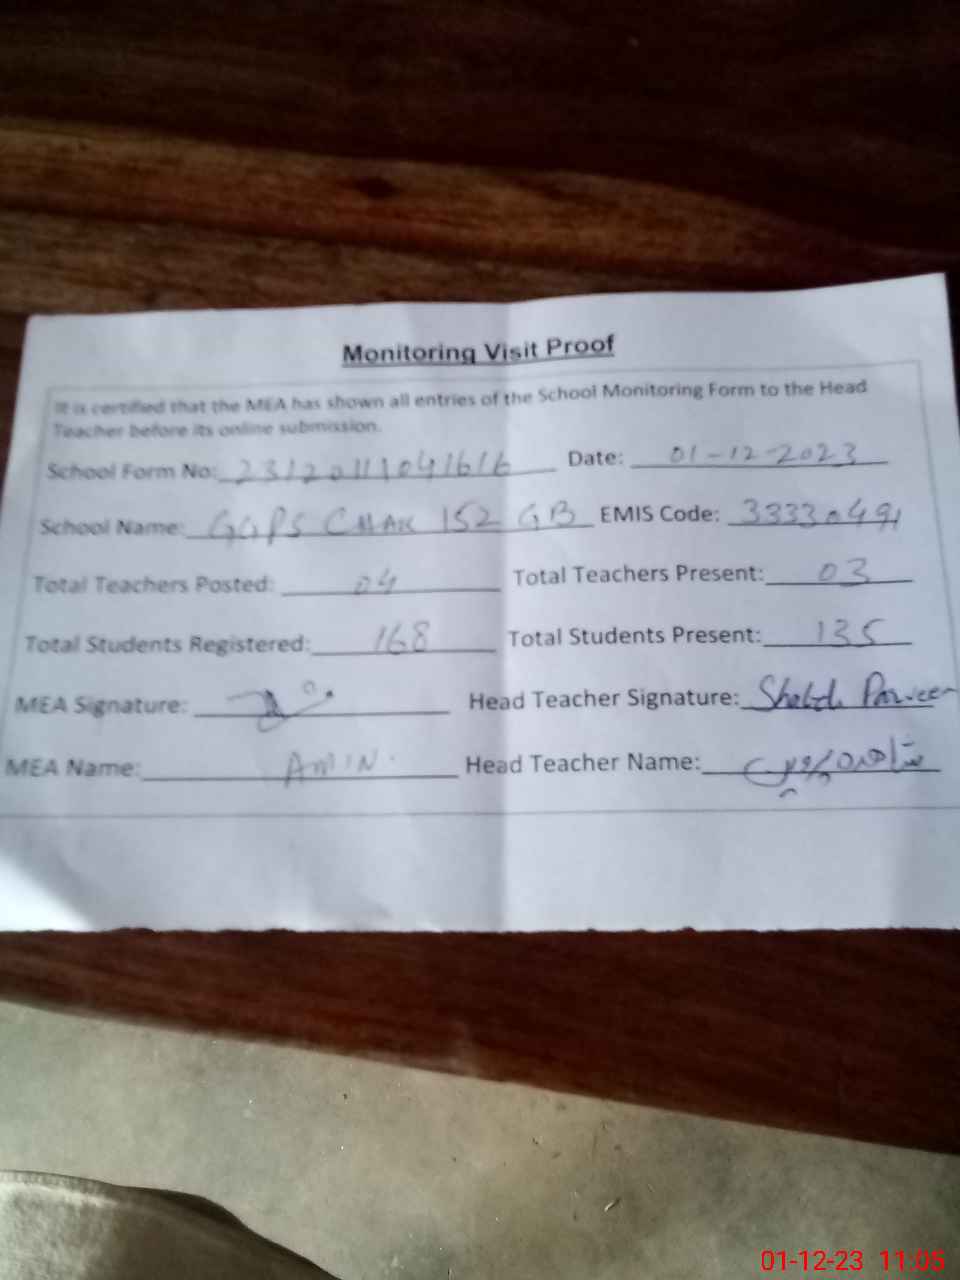 Monitoring Visit Proof
It is certified that the MEA has shown all entries of the School Monitoring Form to the Head
Teacher before its online submission.
School Form No: 23120111041616 Date: 01-12-2023
School Name: GGPS CHAK 152 GB EMIS Code: 33330491
Total Teachers Posted: 04 Total Teachers Present: 03
Total Students Registered: 168 Total Students Present: 135
MEA Signature: Head Teacher Signature: Parveen
MEA Name: AMIN. Head Teacher Name: شاہدہ پروین
01-12-23 11:05